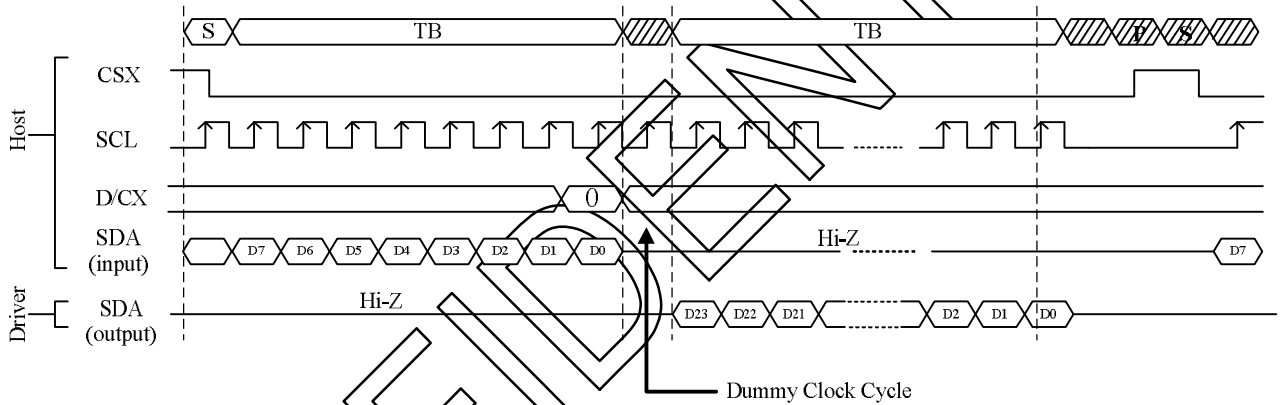 S TB TB P S
Host
CSX
SCL
D/CX 0
SDA
(input) D7 D6 D5 D4 D3 D2 D1 D0 Hi-Z D7
Driver
SDA
(output) Hi-Z D23 D22 D21 D2 D1 D0
Dummy Clock Cycle